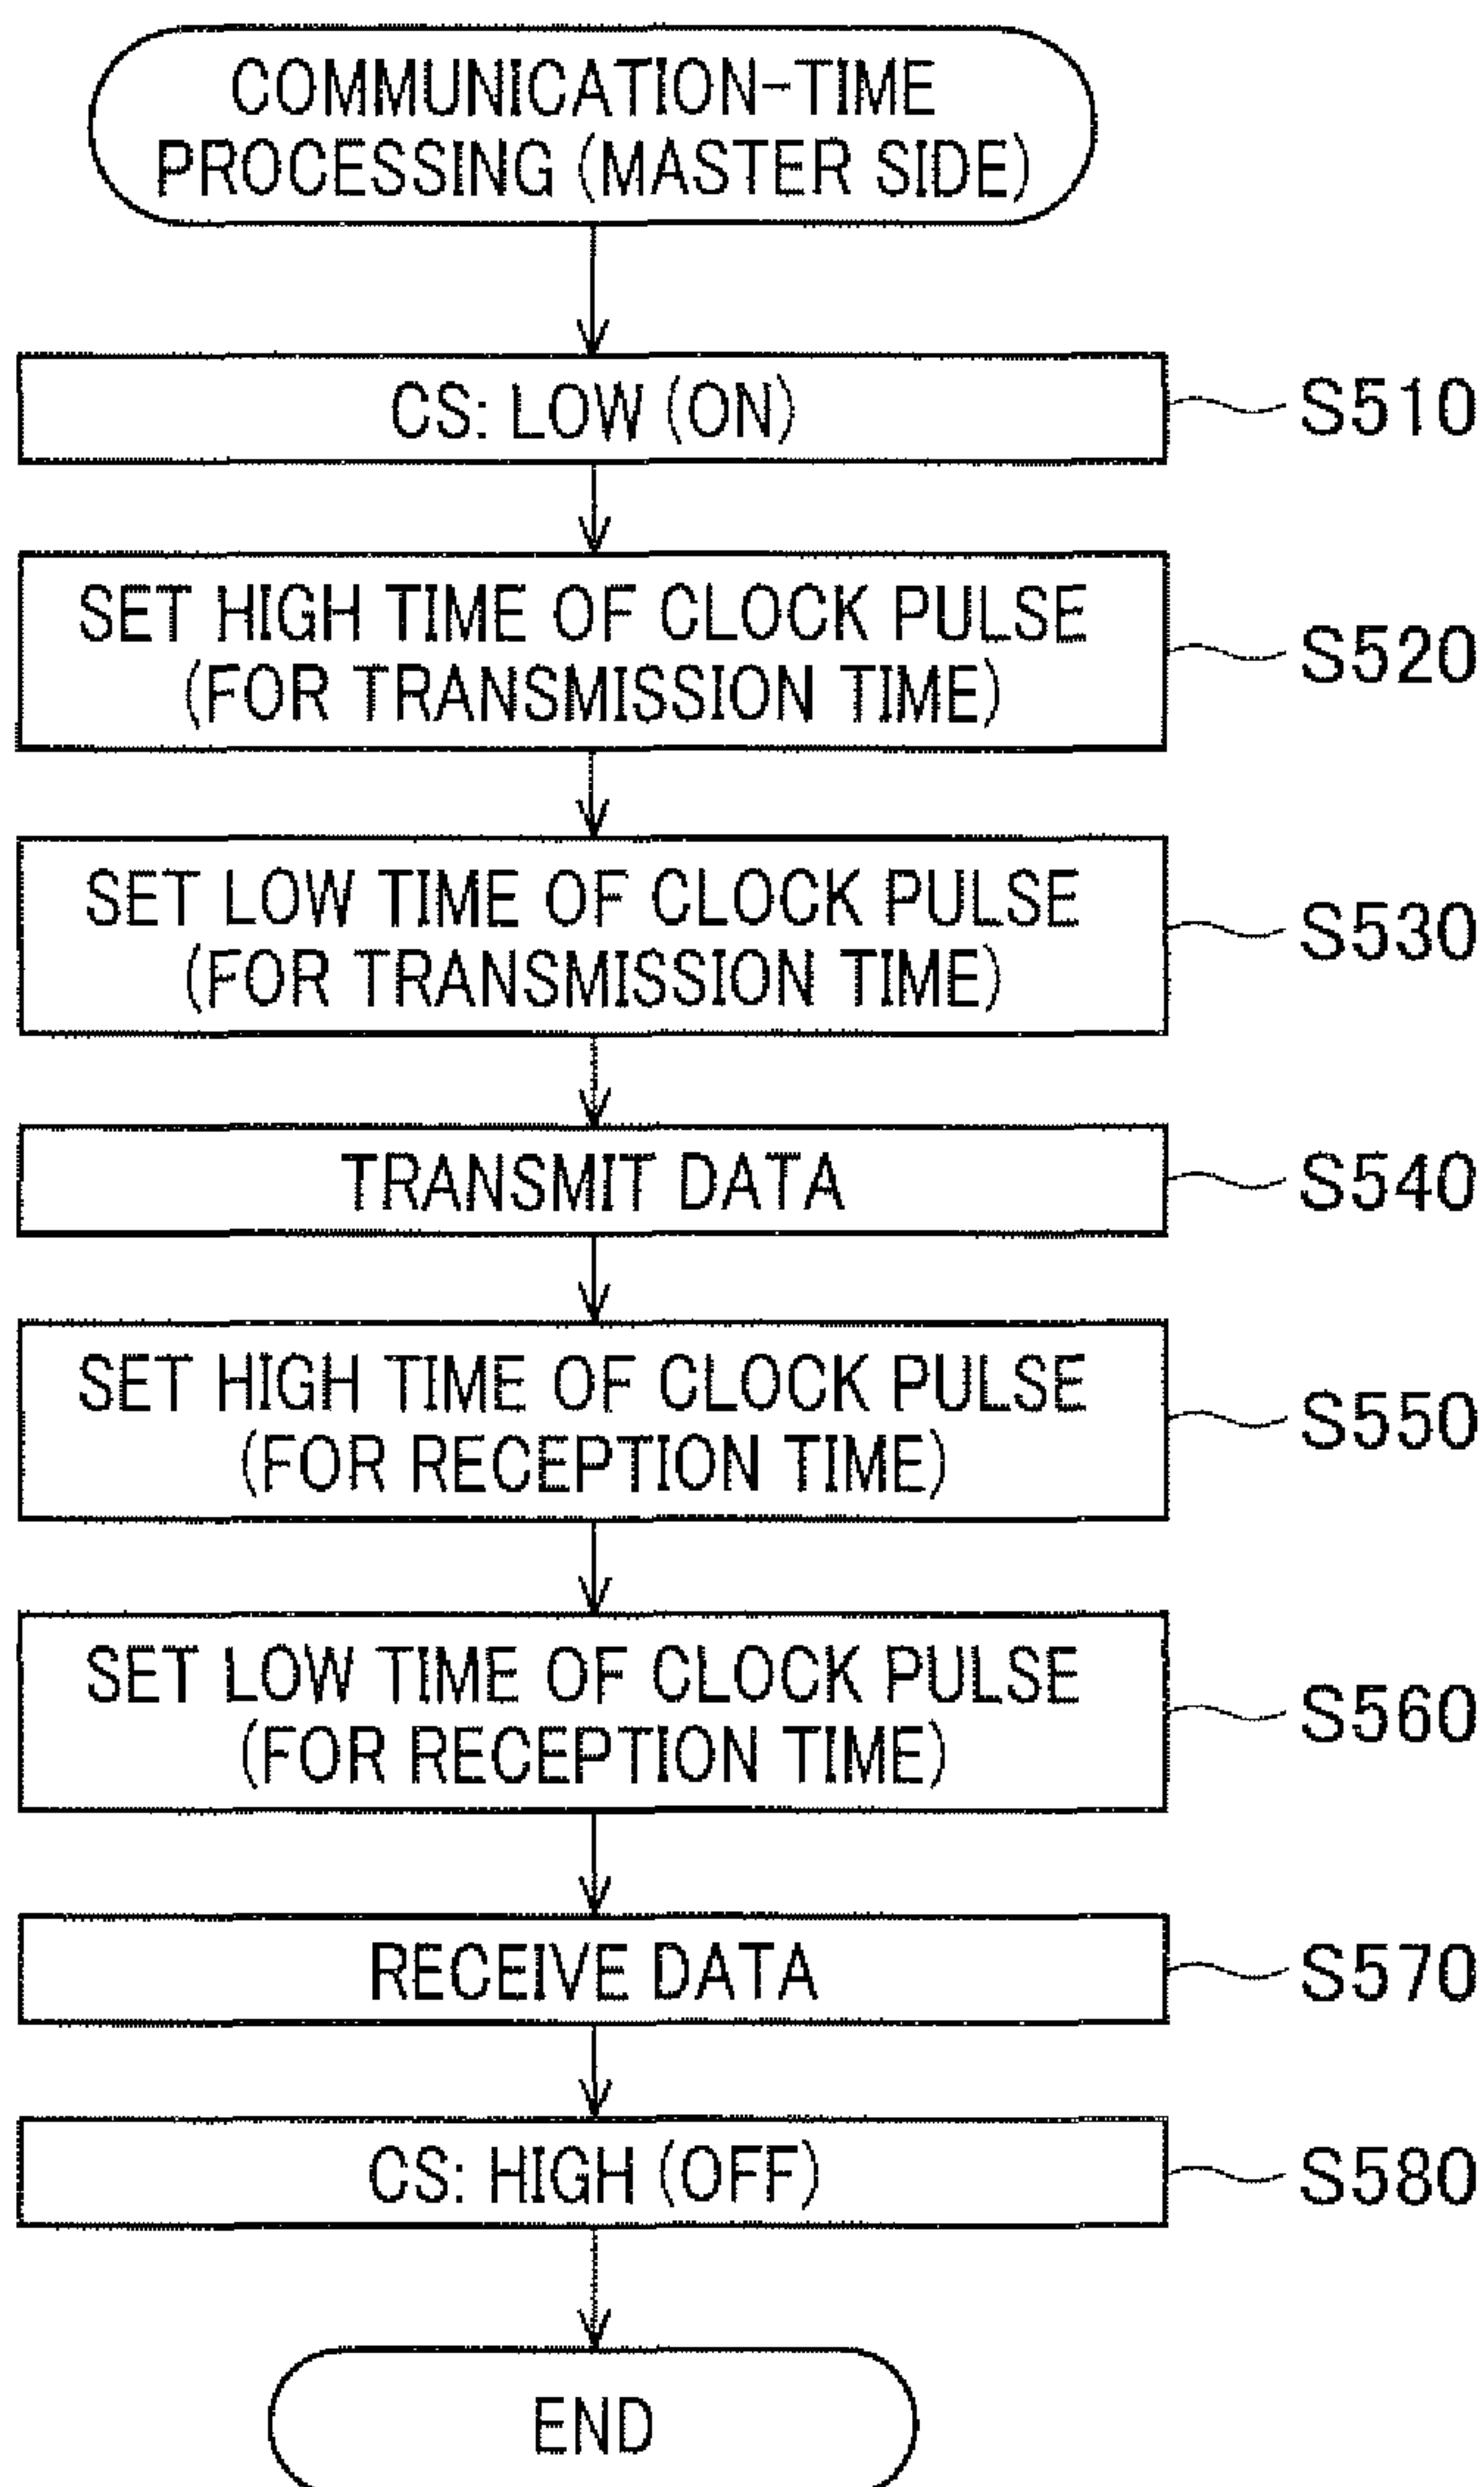 COMMUNICATION-TIME
PROCESSING (MASTER SIDE)
CS: LOW (ON)
S510
SET HIGH TIME OF CLOCK PULSE
(FOR TRANSMISSION TIME)
S520
SET LOW TIME OF CLOCK PULSE
(FOR TRANSMISSION TIME)
S530
TRANSMIT DATA
S540
SET HIGH TIME OF CLOCK PULSE
(FOR RECEPTION TIME)
S550
SET LOW TIME OF CLOCK PULSE
(FOR RECEPTION TIME)
S560
RECEIVE DATA
S570
CS: HIGH (OFF)
S580
END